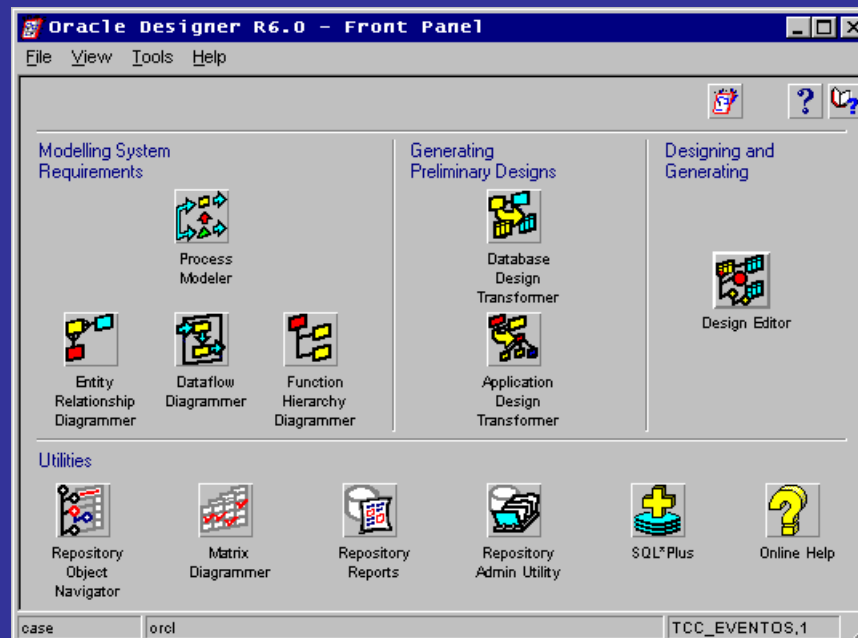 Oracle Designer R6.0 - Front Panel
File View Tools Help
Modelling System
Requirements
Generating
Preliminary Designs
Designing and
Generating
Process
Modeler
Database
Design
Transformer
Design Editor
Entity
Relationship
Diagrammer
Dataflow
Diagrammer
Function
Hierarchy
Diagrammer
Application
Design
Transformer
Utilities
Repository
Object
Navigator
Matrix
Diagrammer
Repository
Reports
Repository
Admin Utility
SQL*Plus
Online Help
case
orcl
TCC_EVENTOS,1